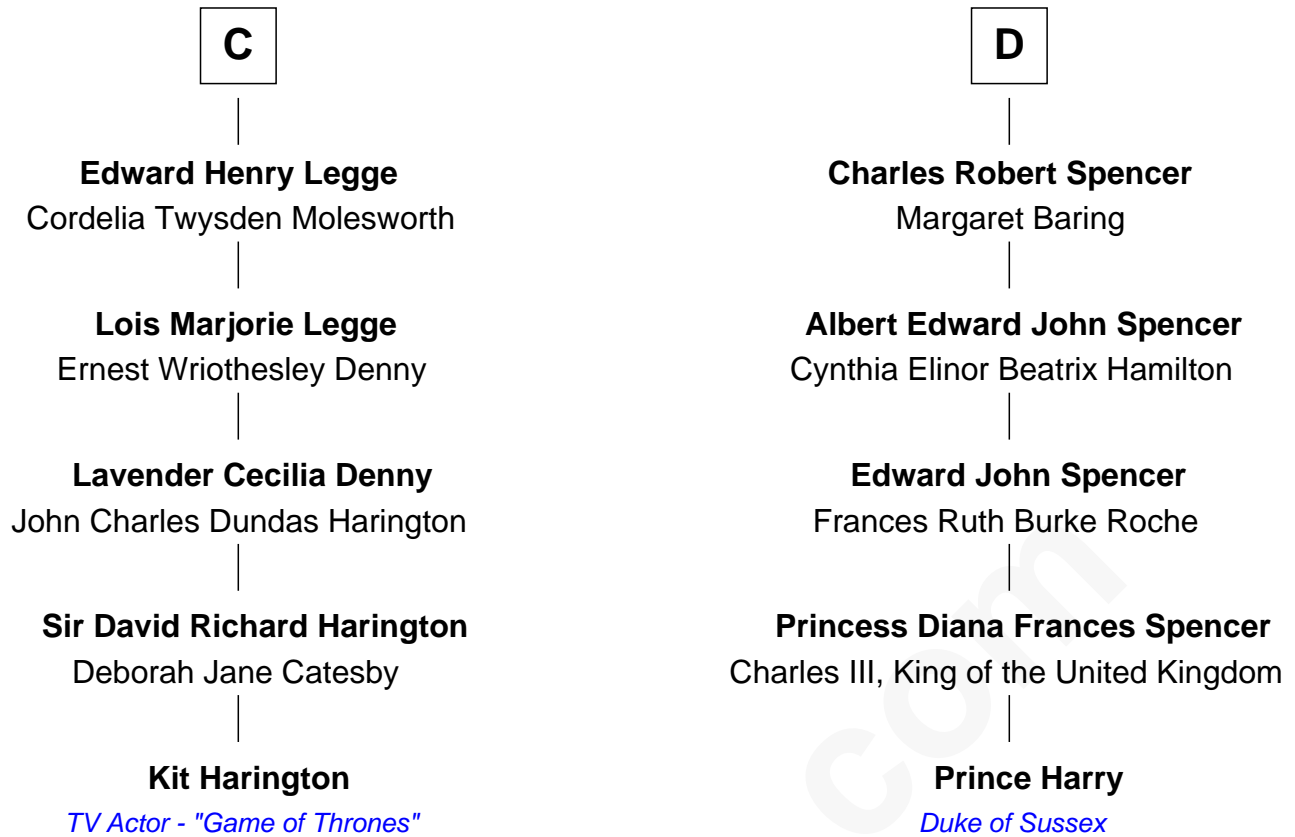 C
Edward Henry Legge
Cordelia Twysden Molesworth
Lois Marjorie Legge
Ernest Wriothesley Denny
Lavender Cecilia Denny
John Charles Dundas Harington
Sir David Richard Harington
Deborah Jane Catesby
Kit Harington
TV Actor - "Game of Thrones"
D
Charles Robert Spencer
Margaret Baring
Albert Edward John Spencer
Cynthia Elinor Beatrix Hamilton
Edward John Spencer
Frances Ruth Burke Roche
Princess Diana Frances Spencer
Charles III, King of the United Kingdom
Prince Harry
Duke of Sussex
com